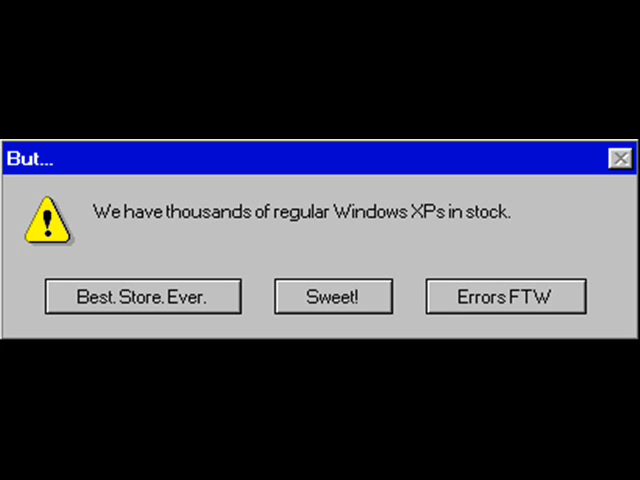 But...
We have thousands of regular Windows XPs in stock.
Best. Store. Ever.
Sweet!
Errors FTW